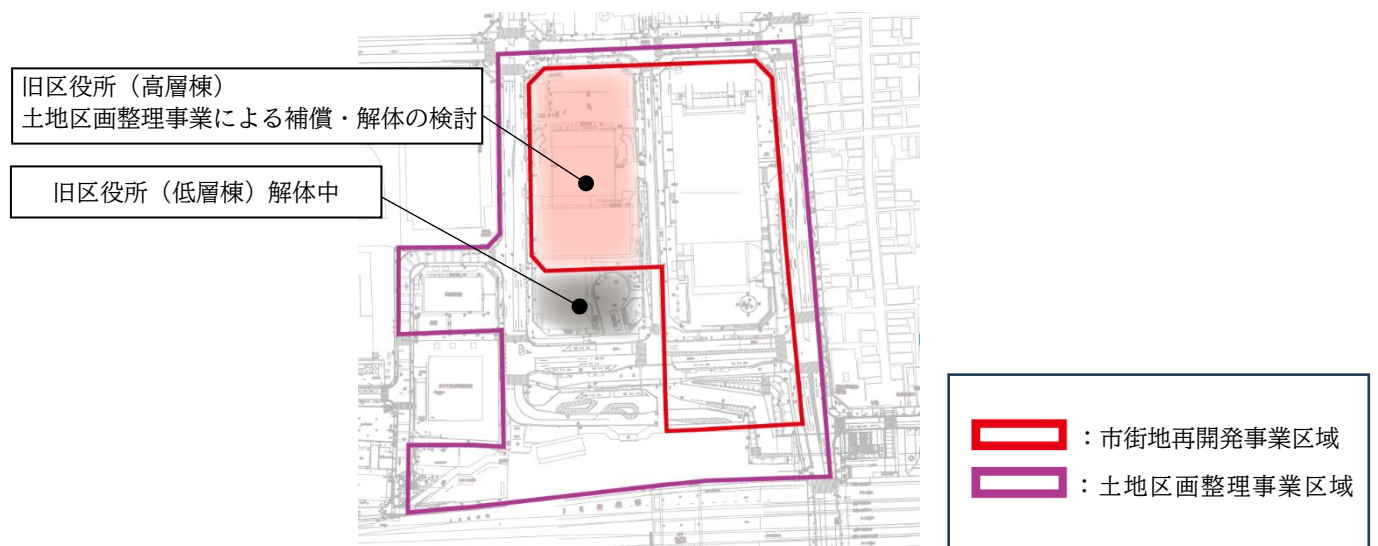 旧区役所（高層棟）
土地区画整理事業による補償・解体の検討
旧区役所（低層棟）解体中
：市街地再開発事業区域
：土地区画整理事業区域